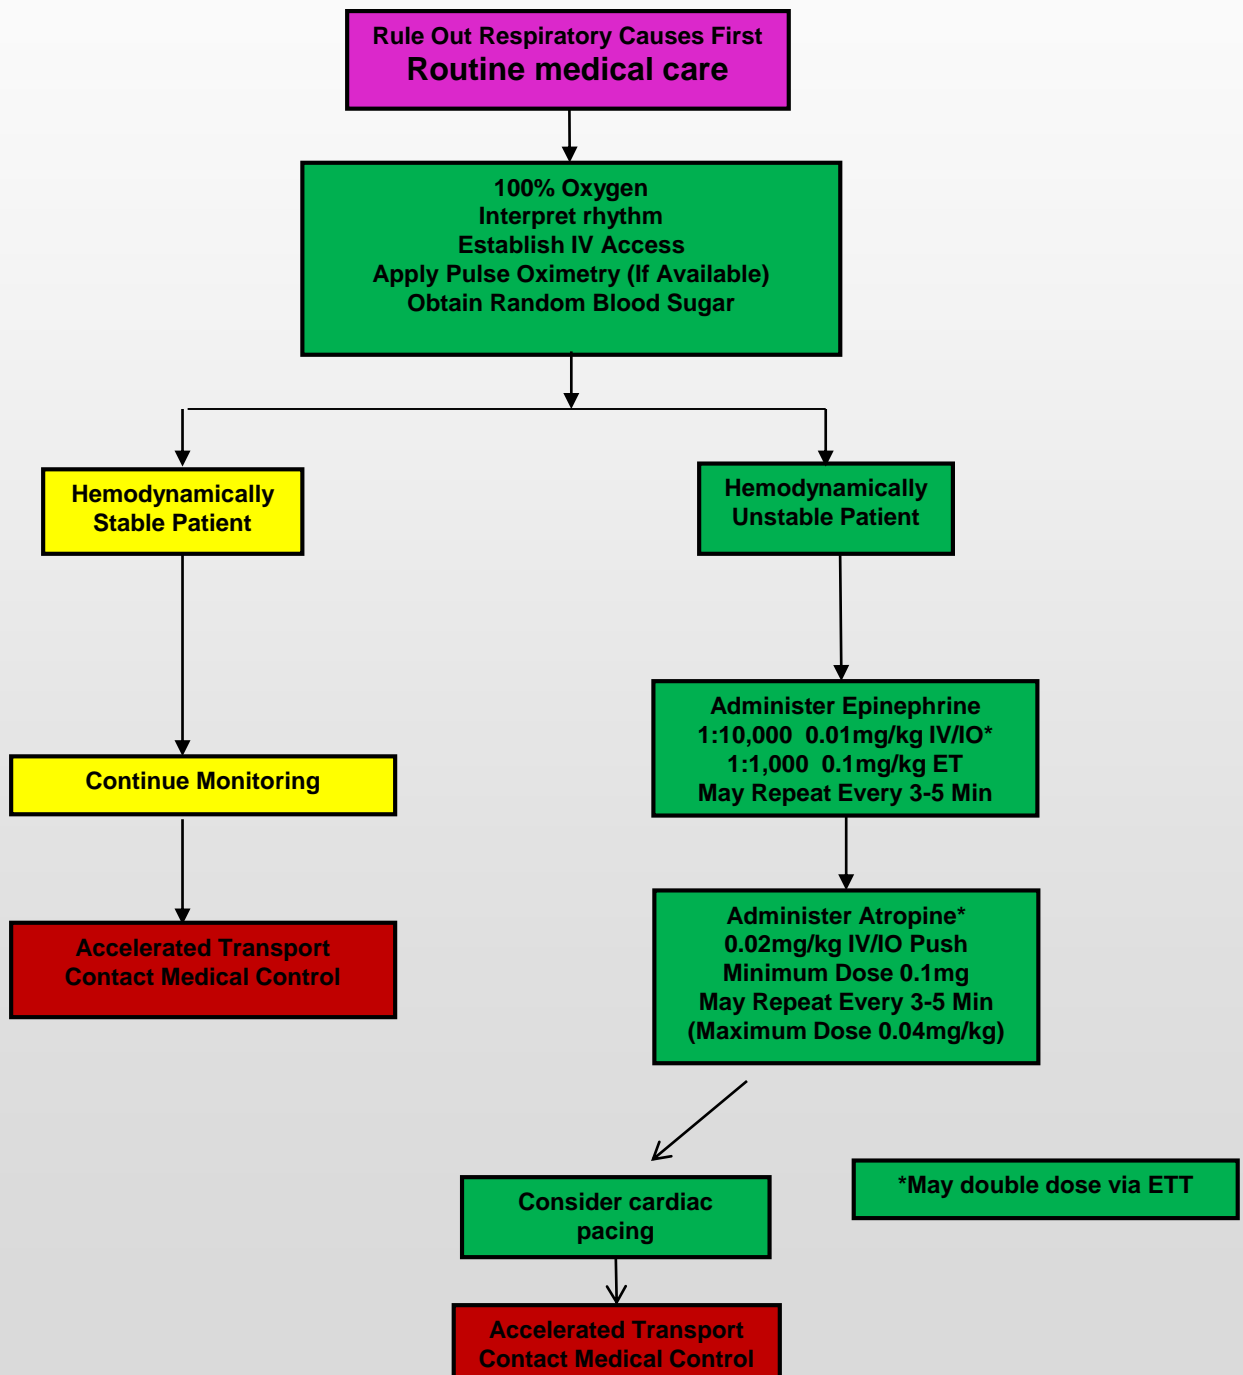 Rule Out Respiratory Causes First
Routine medical care
100% Oxygen
Interpret rhythm
Establish IV Access
Apply Pulse Oximetry (If Available)
Obtain Random Blood Sugar
Hemodynamically
Stable Patient
Hemodynamically
Unstable Patient
Administer Epinephrine
1:10,000  0.01mg/kg IV/IO*
1:1,000  0.1mg/kg ET
May Repeat Every 3-5 Min
Continue Monitoring
Administer Atropine*
0.02mg/kg IV/IO Push
Minimum Dose 0.1mg
May Repeat Every 3-5 Min
(Maximum Dose 0.04mg/kg)
Accelerated Transport
Contact Medical Control
Consider cardiac
pacing
*May double dose via ETT
Accelerated Transport
Contact Medical Control